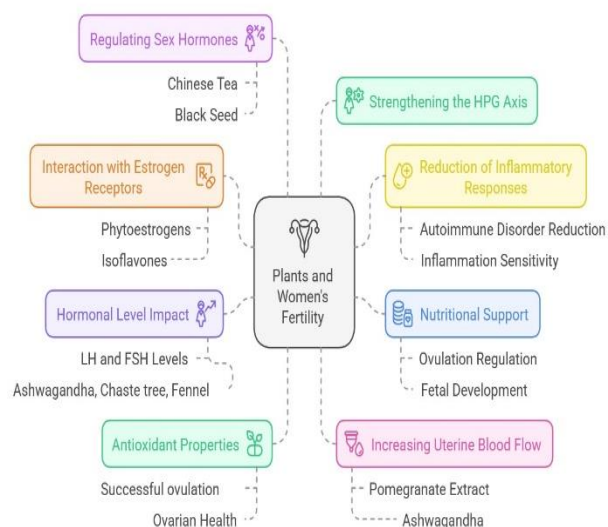 Regulating Sex Hormones
Chinese Tea
Black Seed
Strengthening the HPG Axis
Interaction with Estrogen
Receptors
Phytoestrogens
Isoflavones
Reduction of Inflammatory
Responses
Autoimmune Disorder Reduction
Inflammation Sensitivity
Plants and
Women's
Fertility
Hormonal Level Impact
LH and FSH Levels
Ashwagandha, Chaste tree, Fennel
Nutritional Support
Ovulation Regulation
Fetal Development
Antioxidant Properties
Successful ovulation
Ovarian Health
Increasing Uterine Blood Flow
Pomegranate Extract
Ashwagandha